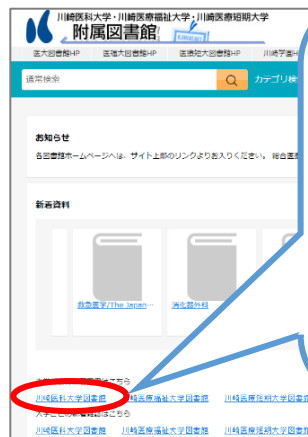 川崎医科大学・川崎医療福祉大学・川崎医療短期大学
附属図書館
医大図書館HP 医福大図書館HP 医療短大図書館HP 川崎学園H
通常検索
カテゴリ検
お知らせ
各図書館ホームページへは、サイト上部のリンクよりお入りください。 総合医
新着資料
救急医学/The Japan… 消化器外科
こちら
川崎医科大学図書館 崎医療福祉大学図書館 川崎医療短期大学図書館
川崎医科大学図書館 川崎医療福祉大学図書館 川崎医療短期大学図書館